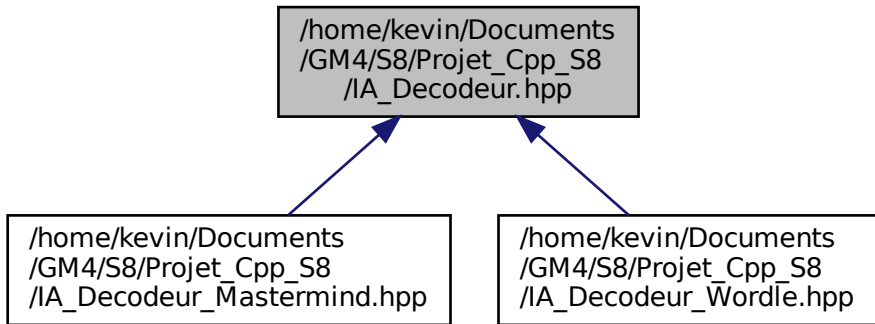 /home/kevin/Documents
/GM4/S8/Projet_Cpp_S8
/IA_Decodeur.hpp
/home/kevin/Documents
/GM4/S8/Projet_Cpp_S8
/IA_Decodeur_Mastermind.hpp
/home/kevin/Documents
/GM4/S8/Projet_Cpp_S8
/IA_Decodeur_Wordle.hpp